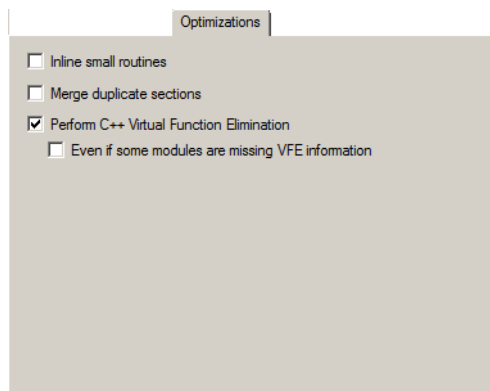 Optimizations
Inline small routines
Merge duplicate sections
Perform C++ Virtual Function Elimination
Even if some modules are missing VFE information